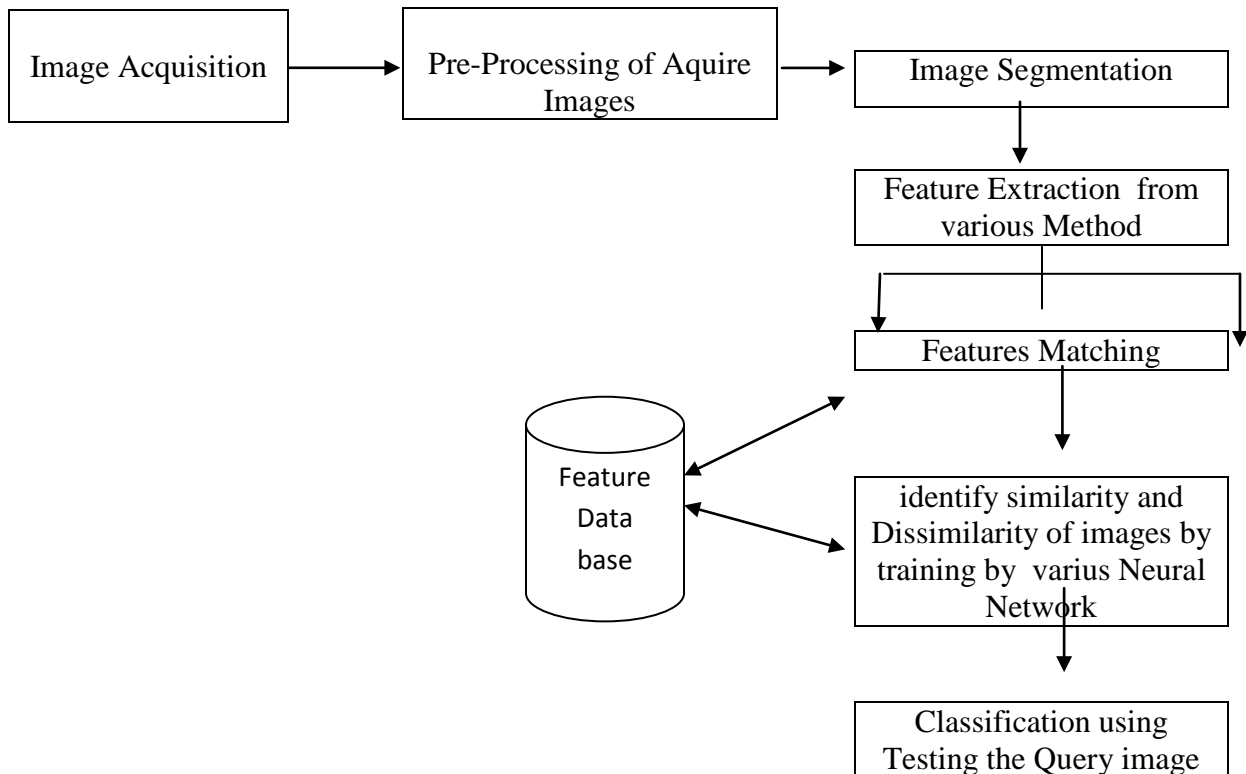 Image Acquisition
Pre-Processing of Aquire
Images
Image Segmentation
Feature Extraction from
various Method
Features Matching
Feature
Data
base
identify similarity and
Dissimilarity of images by
training by varius Neural
Network
Classification using
Testing the Query image